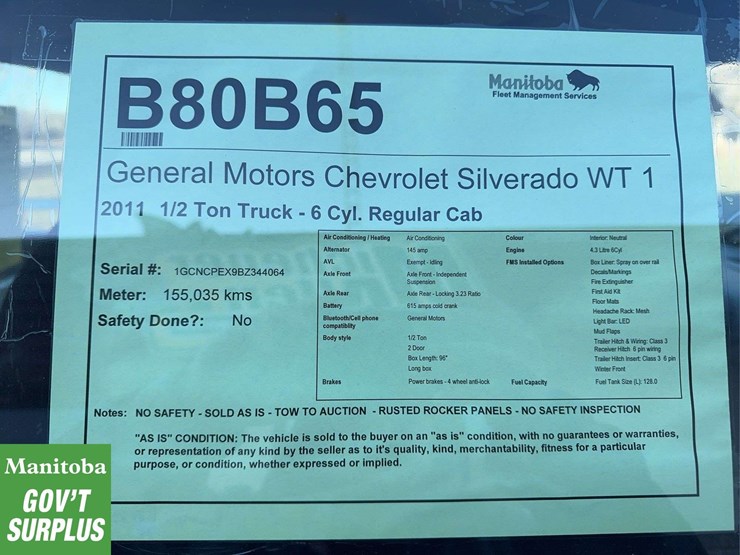 B80B65
Manitoba
Fleet Management Services
General Motors Chevrolet Silverado WT 1
2011 1/2 Ton Truck - 6 Cyl. Regular Cab
Serial #: 1GCNCPEX9BZ344064
Meter: 155,035 kms
Safety Done?: No
Air Conditioning / Heating Air Conditioning
Alternator 145 amp
AVL Exempt - Idling
Axle Front Axle Front - Independent
Suspension
Axle Rear Axle Rear - Locking 3.23 Ratio
Battery 615 amps cold crank
Bluetooth/Cell phone General Motors
compatibility
Body style 1/2 Ton
2 Door
Box Length: 96"
Long box
Brakes Power brakes - 4 wheel anti-lock
Colour Interior: Neutral
Engine 4.3 Litre 6Cyl
FMS Installed Options Box Liner: Spray on over rail
Decals/Markings
Fire Extinguisher
First Aid Kit
Floor Mats
Headache Rack: Mesh
Light Bar: LED
Mud Flaps
Trailer Hitch & Wiring: Class 3
Receiver Hitch 6 pin wiring
Trailer Hitch Insert: Class 3 6 pin
Winter Front
Fuel Capacity Fuel Tank Size (L): 128.0
Notes: NO SAFETY - SOLD AS IS - TOW TO AUCTION - RUSTED ROCKER PANELS - NO SAFETY INSPECTION
"AS IS" CONDITION: The vehicle is sold to the buyer on an "as is" condition, with no guarantees or warranties,
or representation of any kind by the seller as to it's quality, kind, merchantability, fitness for a particular
purpose, or condition, whether expressed or implied.
Manitoba
GOV'T
SURPLUS